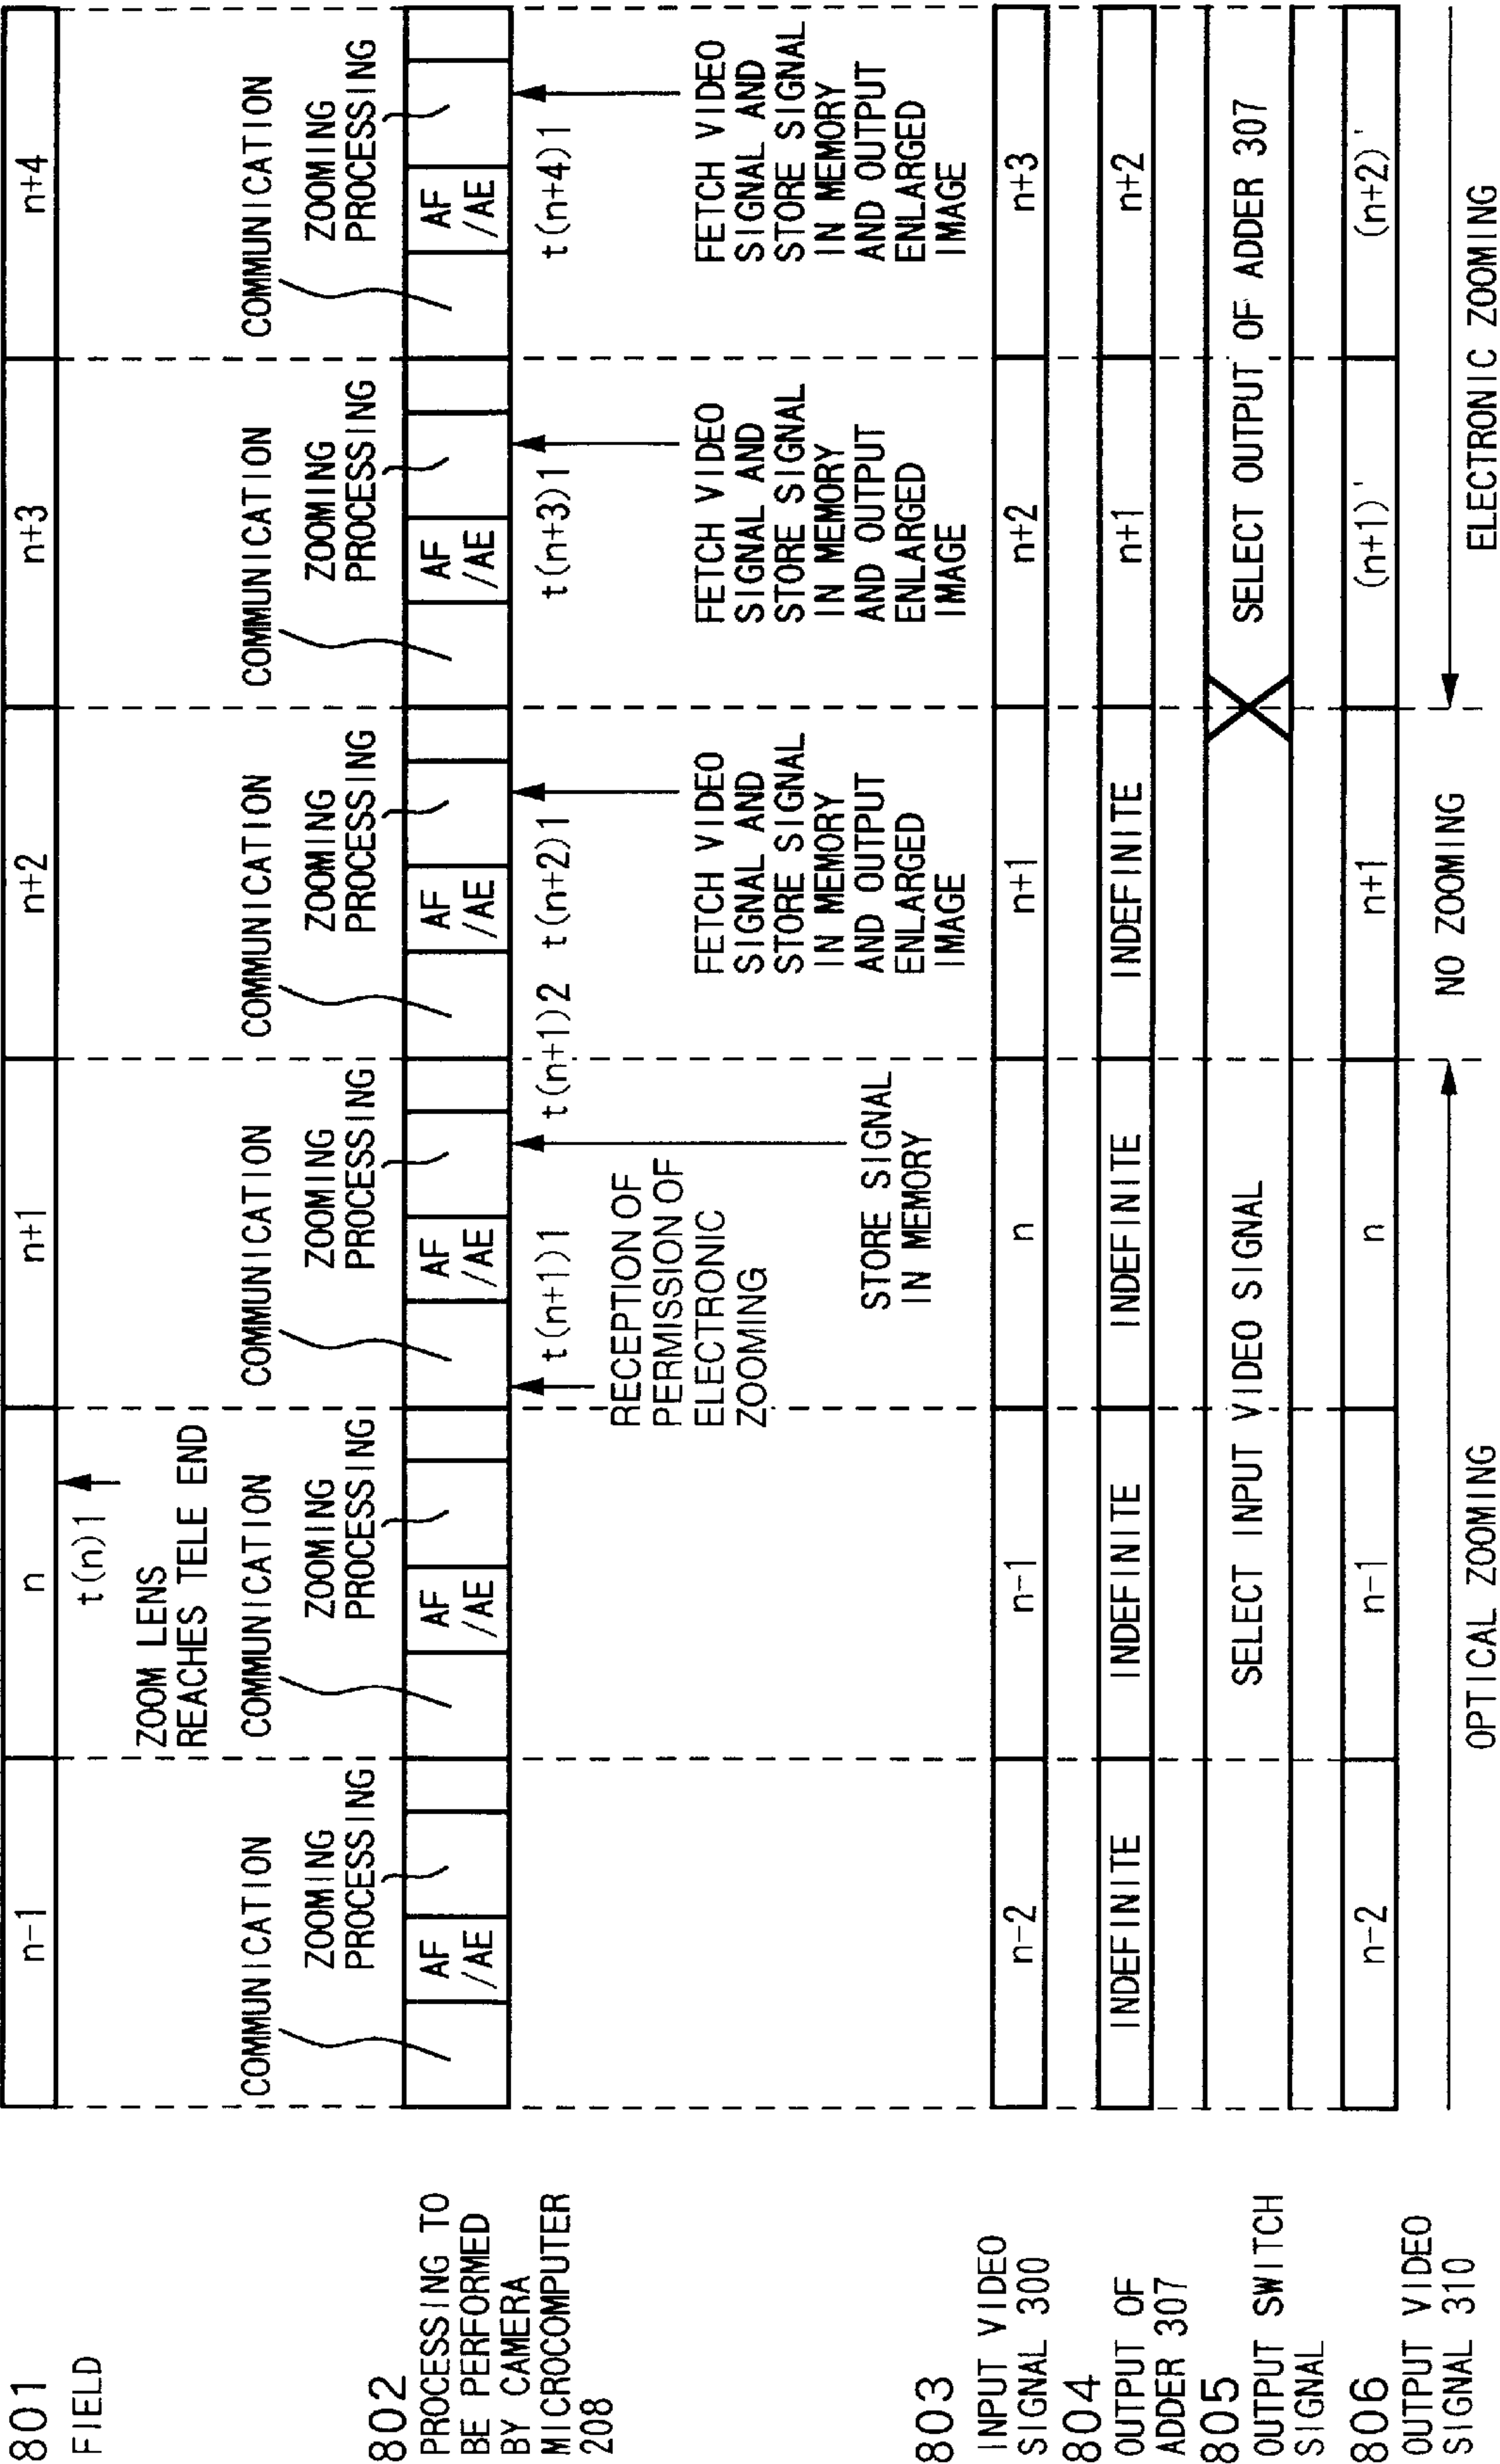 801
FIELD
n-1
n
n+1
n+2
n+3
n+4
t(n)1
ZOOM LENS
REACHES TELE END
COMMUNICATION
COMMUNICATION
COMMUNICATION
COMMUNICATION
COMMUNICATION
COMMUNICATION
ZOOMING
PROCESSING
ZOOMING
PROCESSING
ZOOMING
PROCESSING
ZOOMING
PROCESSING
ZOOMING
PROCESSING
ZOOMING
PROCESSING
802
PROCESSING TO
BE PERFORMED
BY CAMERA
MICROCOMPUTER
208
AF
/AE
AF
/AE
AF
/AE
AF
/AE
AF
/AE
AF
/AE
t(n+1)1
t(n+1)2
t(n+2)1
t(n+3)1
t(n+4)1
RECEPTION OF
PERMISSION OF
ELECTRONIC
ZOOMING
STORE SIGNAL
IN MEMORY
FETCH VIDEO
SIGNAL AND
STORE SIGNAL
IN MEMORY
AND OUTPUT
ENLARGED
IMAGE
FETCH VIDEO
SIGNAL AND
STORE SIGNAL
IN MEMORY
AND OUTPUT
ENLARGED
IMAGE
FETCH VIDEO
SIGNAL AND
STORE SIGNAL
IN MEMORY
AND OUTPUT
ENLARGED
IMAGE
803
INPUT VIDEO
SIGNAL 300
n-2
n-1
n
n+1
n+2
n+3
804
OUTPUT OF
ADDER 307
INDEFINITE
INDEFINITE
INDEFINITE
INDEFINITE
n+1
n+2
805
OUTPUT SWITCH
SIGNAL
SELECT INPUT VIDEO SIGNAL
SELECT OUTPUT OF ADDER 307
806
OUTPUT VIDEO
SIGNAL 310
n-2
n-1
n
n+1
(n+1)'
(n+2)'
OPTICAL ZOOMING
NO ZOOMING
ELECTRONIC ZOOMING